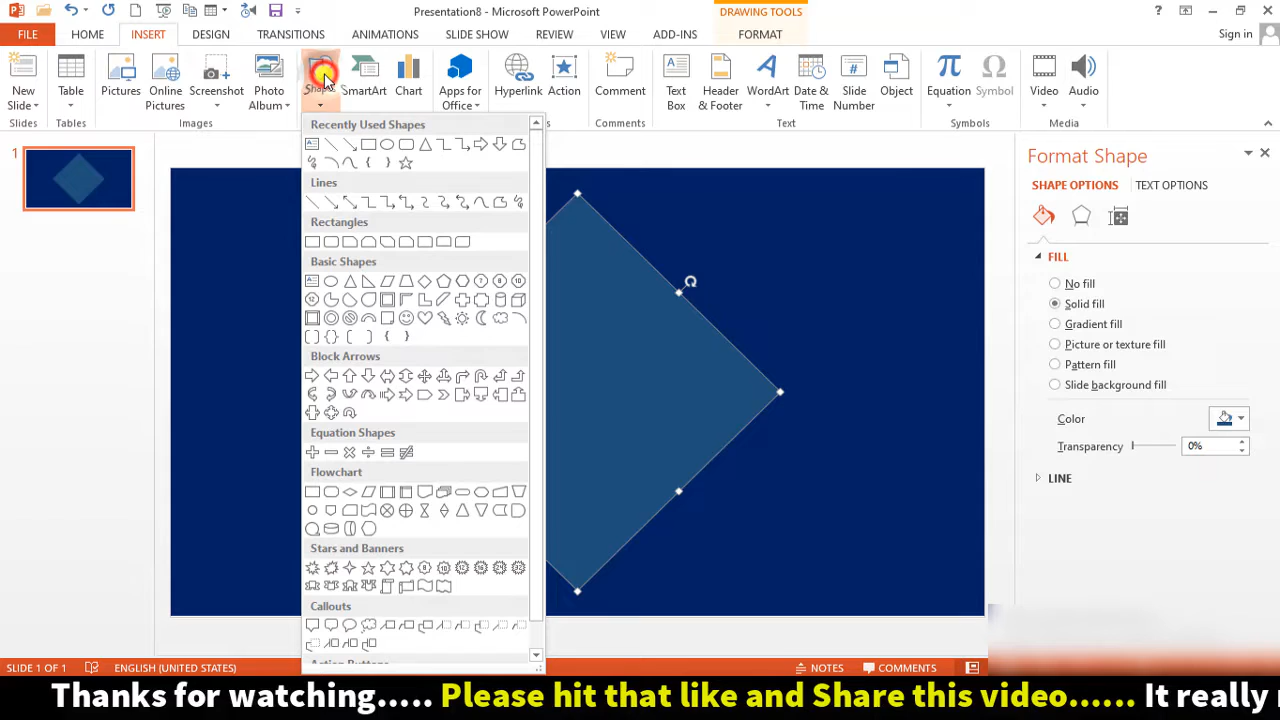 Presentation8 - Microsoft PowerPoint
DRAWING TOOLS
FILE
HOME
INSERT
DESIGN
TRANSITIONS
ANIMATIONS
SLIDE SHOW
REVIEW
VIEW
ADD-INS
FORMAT
Sign in
New
Slide
Table
Pictures
Online
Pictures
Screenshot
Photo
Album
Shapes
SmartArt
Chart
Apps for
Office
Hyperlink
Action
Comment
Text
Box
Header
& Footer
WordArt
Date &
Time
Slide
Number
Object
Equation
Symbol
Video
Audio
Slides
Tables
Images
Comments
Text
Symbols
Media
Recently Used Shapes
Lines
Rectangles
Basic Shapes
Block Arrows
Equation Shapes
Flowchart
Stars and Banners
Callouts
Action Buttons
1
Format Shape
SHAPE OPTIONS
TEXT OPTIONS
FILL
No fill
Solid fill
Gradient fill
Picture or texture fill
Pattern fill
Slide background fill
Color
Transparency
0%
LINE
SLIDE 1 OF 1
ENGLISH (UNITED STATES)
NOTES
COMMENTS
Thanks for watching..... Please hit that like and Share this video...... It really